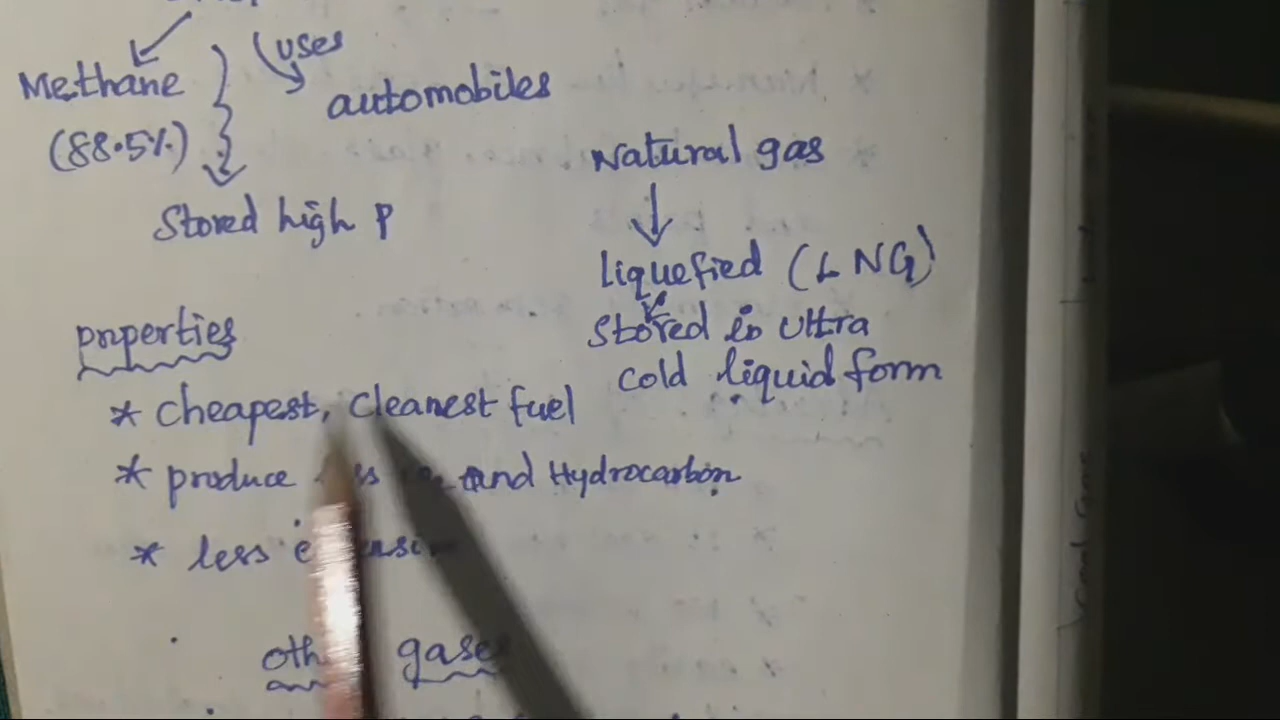 uses
Methane
automobiles
(88.5%)
Stored high P
Natural gas
liquefied (LNG)
Stored in Ultra
cold liquid form
properties
* cheapest, cleanest fuel
* produce and Hydrocarbon
* less
gases